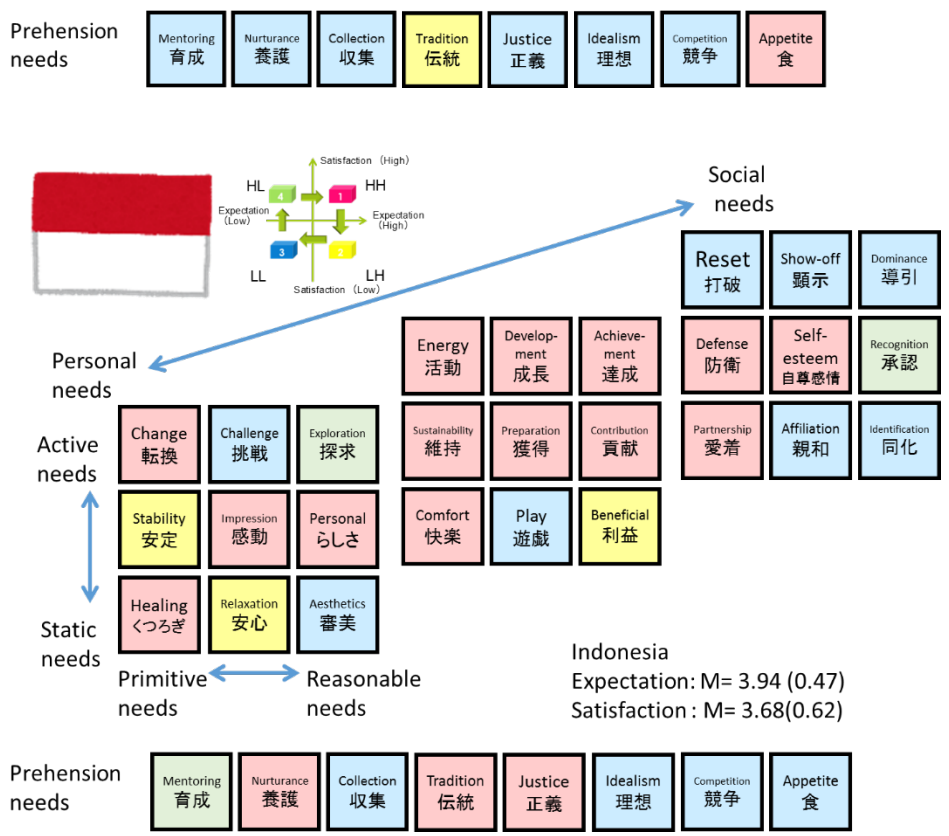 Prehension
needs
Mentoring
育成
Nurturance
養護
Collection
収集
Tradition
伝統
Justice
正義
Idealism
理想
Competition
競争
Appetite
食
Satisfaction （High）
HL
HH
4
1
Expectation
(Low)
Expectation
(High)
3
2
LL
LH
Satisfaction （Low）
Social
needs
Reset
打破
Show-off
顕示
Dominance
導引
Defense
防衛
Self-
esteem
自尊感情
Recognition
承認
Partnership
愛着
Affiliation
親和
Identification
同化
Energy
活動
Develop-
ment
成長
Achieve-
ment
達成
Sustainability
維持
Preparation
獲得
Contribution
貢献
Comfort
快楽
Play
遊戯
Beneficial
利益
Personal
needs
Active
needs
Change
転換
Challenge
挑戦
Exploration
探求
Stability
安定
Impression
感動
Personal
らしさ
Healing
くつろぎ
Relaxation
安心
Aesthetics
審美
Static
needs
Primitive
needs
Reasonable
needs
Indonesia
Expectation: M= 3.94 (0.47)
Satisfaction : M= 3.68(0.62)
Prehension
needs
Mentoring
育成
Nurturance
養護
Collection
収集
Tradition
伝統
Justice
正義
Idealism
理想
Competition
競争
Appetite
食